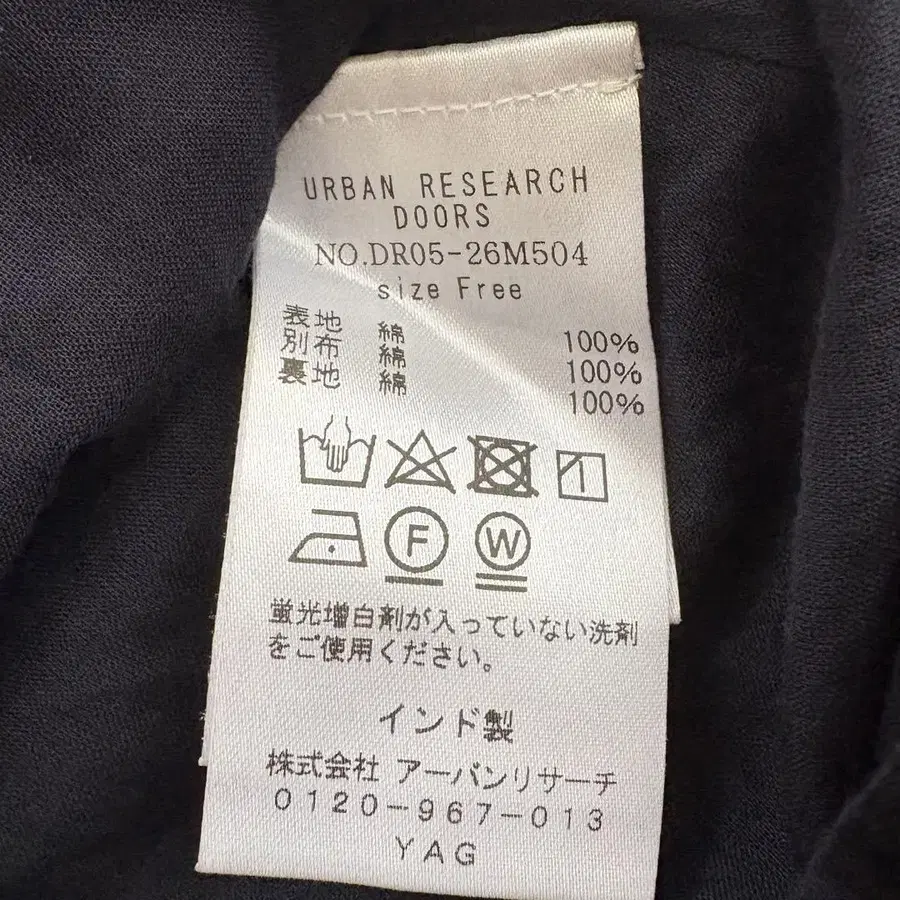 URBAN RESEARCH
DOORS
NO.DR05-26M504
size Free
表地 綿 100%
別布 綿 100%
裏地 綿 100%
F W
蛍光増白剤が入っていない洗剤
をご使用ください。
インド製
株式会社 アーバンリサーチ
0120-967-013
YAG